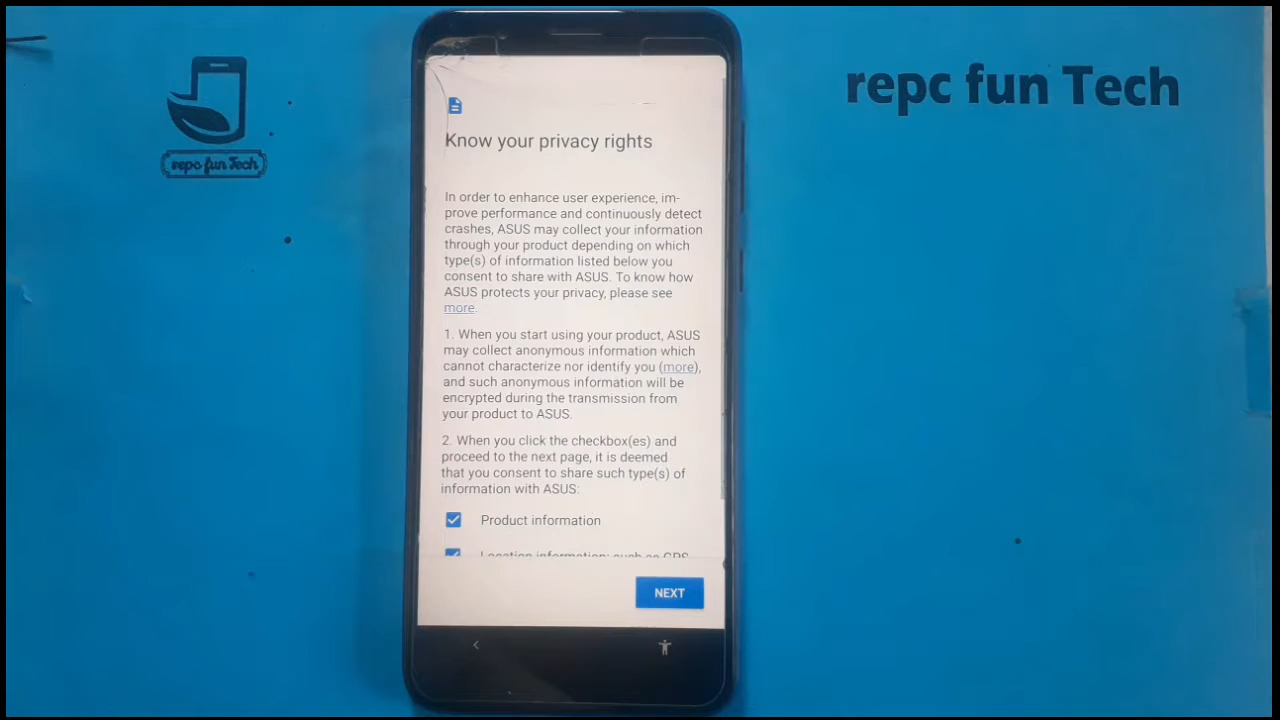 repc fun Tech
repc fun Tech
Know your privacy rights
In order to enhance user experience, im-
prove performance and continuously detect
crashes, ASUS may collect your information
through your product depending on which
type(s) of information listed below you
consent to share with ASUS. To know how
ASUS protects your privacy, please see
more.
1. When you start using your product, ASUS
may collect anonymous information which
cannot characterize nor identify you (more),
and such anonymous information will be
encrypted during the transmission from
your product to ASUS.
2. When you click the checkbox(es) and
proceed to the next page, it is deemed
that you consent to share such type(s) of
information with ASUS:
Product information
Location information: such as GPS
NEXT